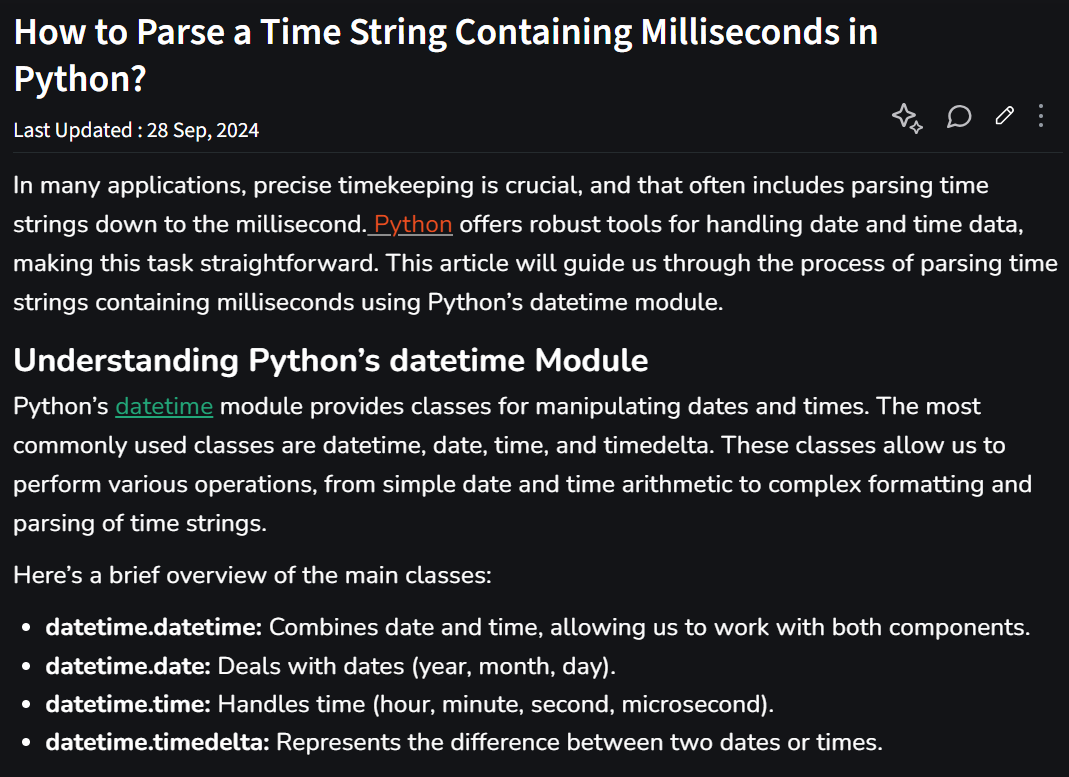 How to Parse a Time String Containing Milliseconds in
Python?
Last Updated : 28 Sep, 2024
In many applications, precise timekeeping is crucial, and that often includes parsing time
strings down to the millisecond. Python offers robust tools for handling date and time data,
making this task straightforward. This article will guide us through the process of parsing time
strings containing milliseconds using Python’s datetime module.
Understanding Python’s datetime Module
Python’s datetime module provides classes for manipulating dates and times. The most
commonly used classes are datetime, date, time, and timedelta. These classes allow us to
perform various operations, from simple date and time arithmetic to complex formatting and
parsing of time strings.
Here’s a brief overview of the main classes:
• datetime.datetime: Combines date and time, allowing us to work with both components.
• datetime.date: Deals with dates (year, month, day).
• datetime.time: Handles time (hour, minute, second, microsecond).
• datetime.timedelta: Represents the difference between two dates or times.